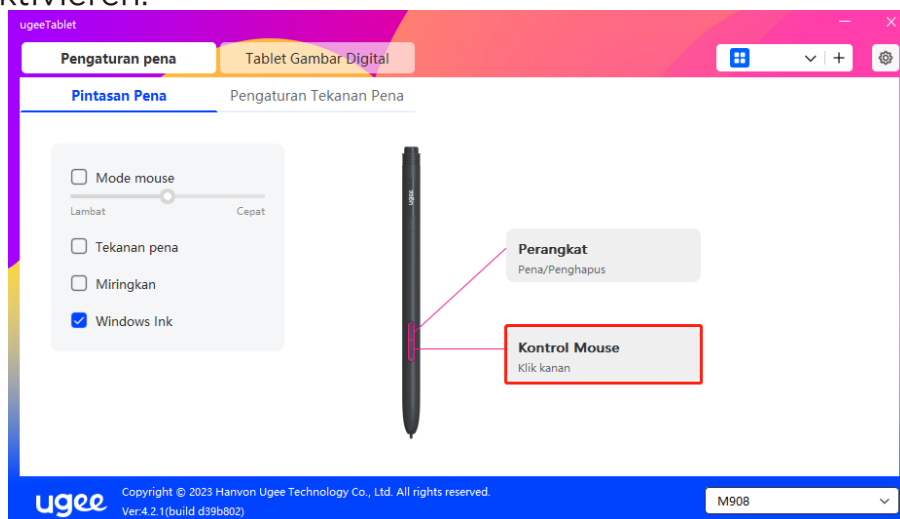 ktivieren.
ugeeTablet
Pengaturan pena
Tablet Gambar Digital
Pintasan Pena
Pengaturan Tekanan Pena
Mode mouse
Lambat
Cepat
ugee
Tekanan pena
Perangkat
Pena/Penghapus
Miringkan
Windows Ink
Kontrol Mouse
Klik kanan
ugee
Copyright © 2023 Hanvon Ugee Technology Co., Ltd. All rights reserved.
Ver:4.2.1(build d39b802)
M908